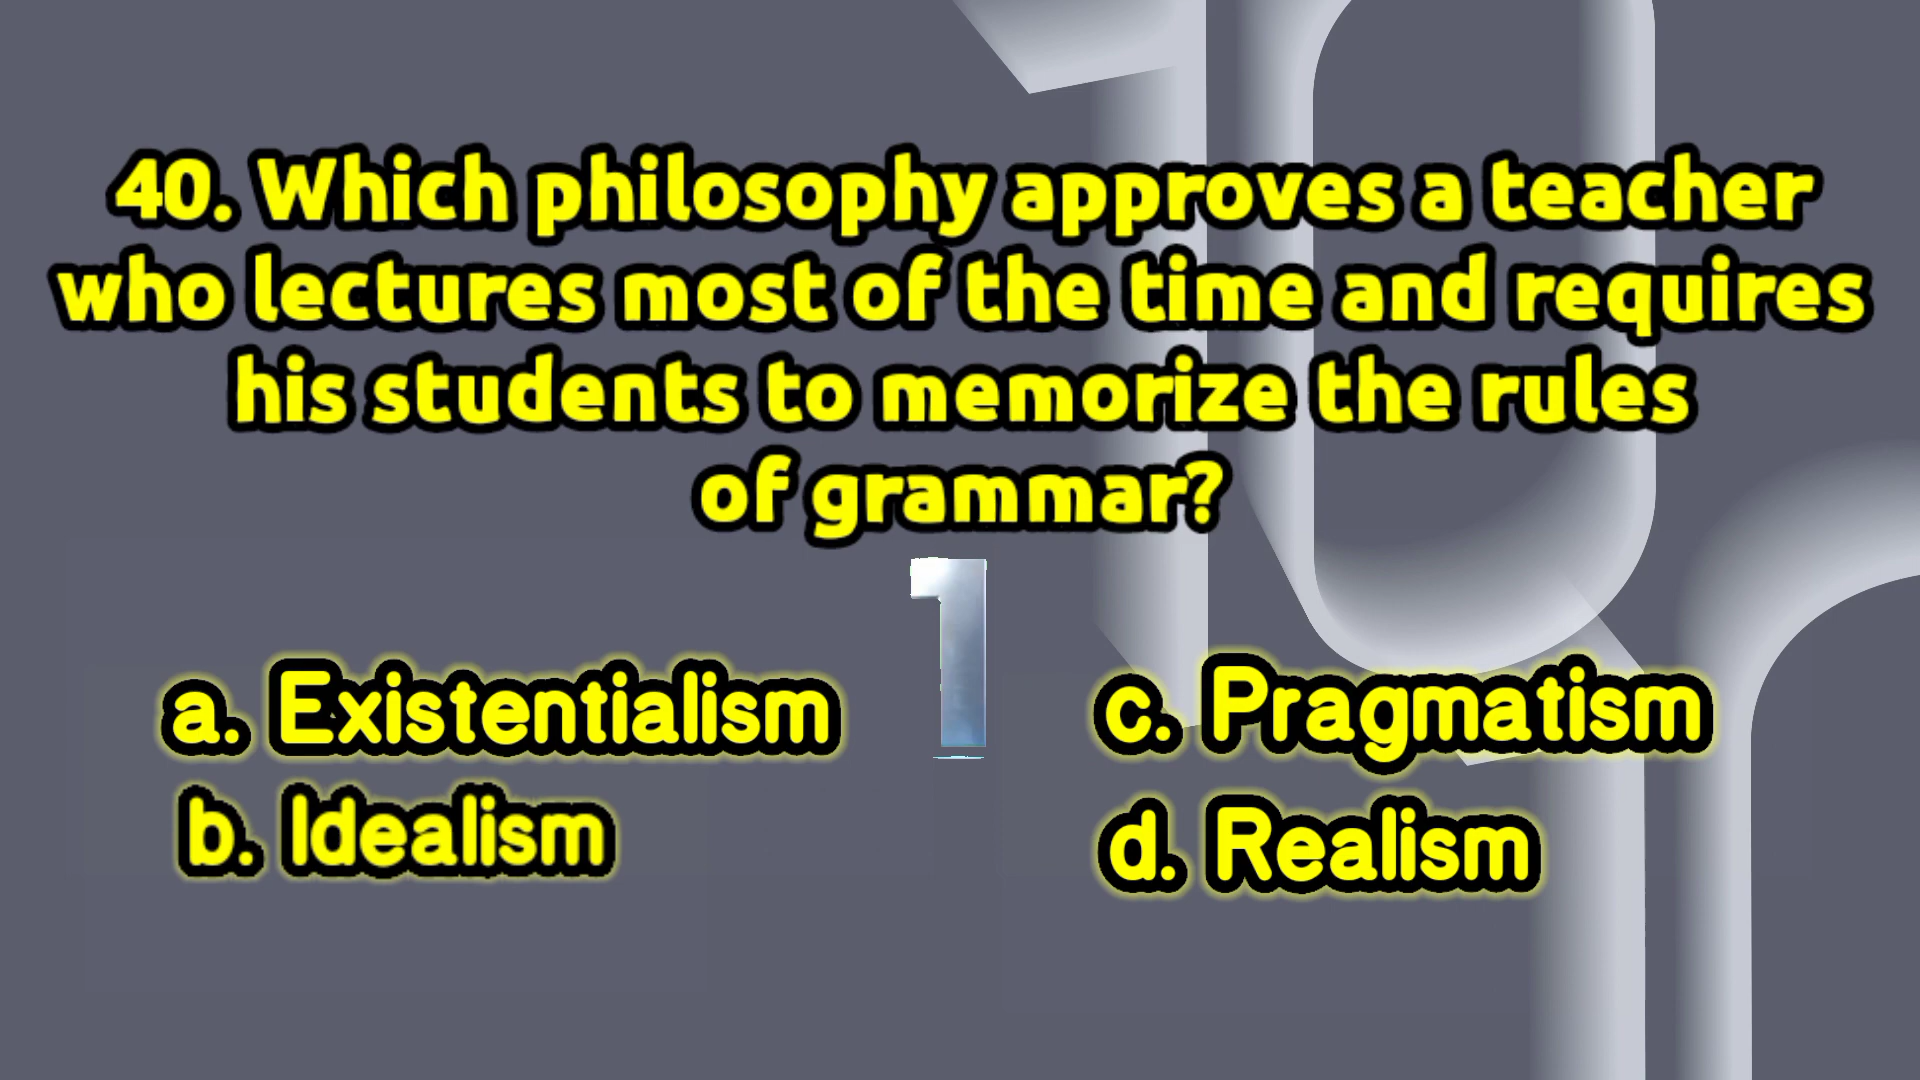 40. Which philosophy approves a teacher
who lectures most of the time and requires
his students to memorize the rules
of grammar?
1
a. Existentialism
b. Idealism
c. Pragmatism
d. Realism